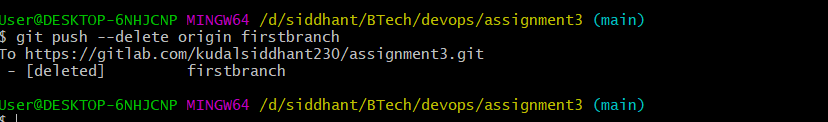 User@DESKTOP-6NHJCNP MINGW64 /d/siddhant/BTech/devops/assignment3 (main)
$ git push --delete origin firstbranch
To https://gitlab.com/kudalsiddhant230/assignment3.git
 - [deleted]         firstbranch
User@DESKTOP-6NHJCNP MINGW64 /d/siddhant/BTech/devops/assignment3 (main)
$